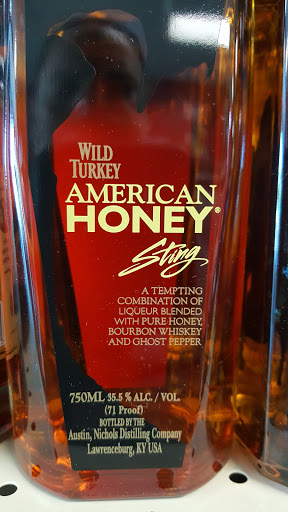 WILD
TURKEY
AMERICAN
HONEY®
Sting
A TEMPTING
COMBINATION OF
LIQUEUR BLENDED
WITH PURE HONEY,
BOURBON WHISKEY
AND GHOST PEPPER
750ML 35.5% ALC. / VOL.
(71 Proof)
BOTTLED BY THE
Austin, Nichols Distilling Company
Lawrenceburg, KY USA